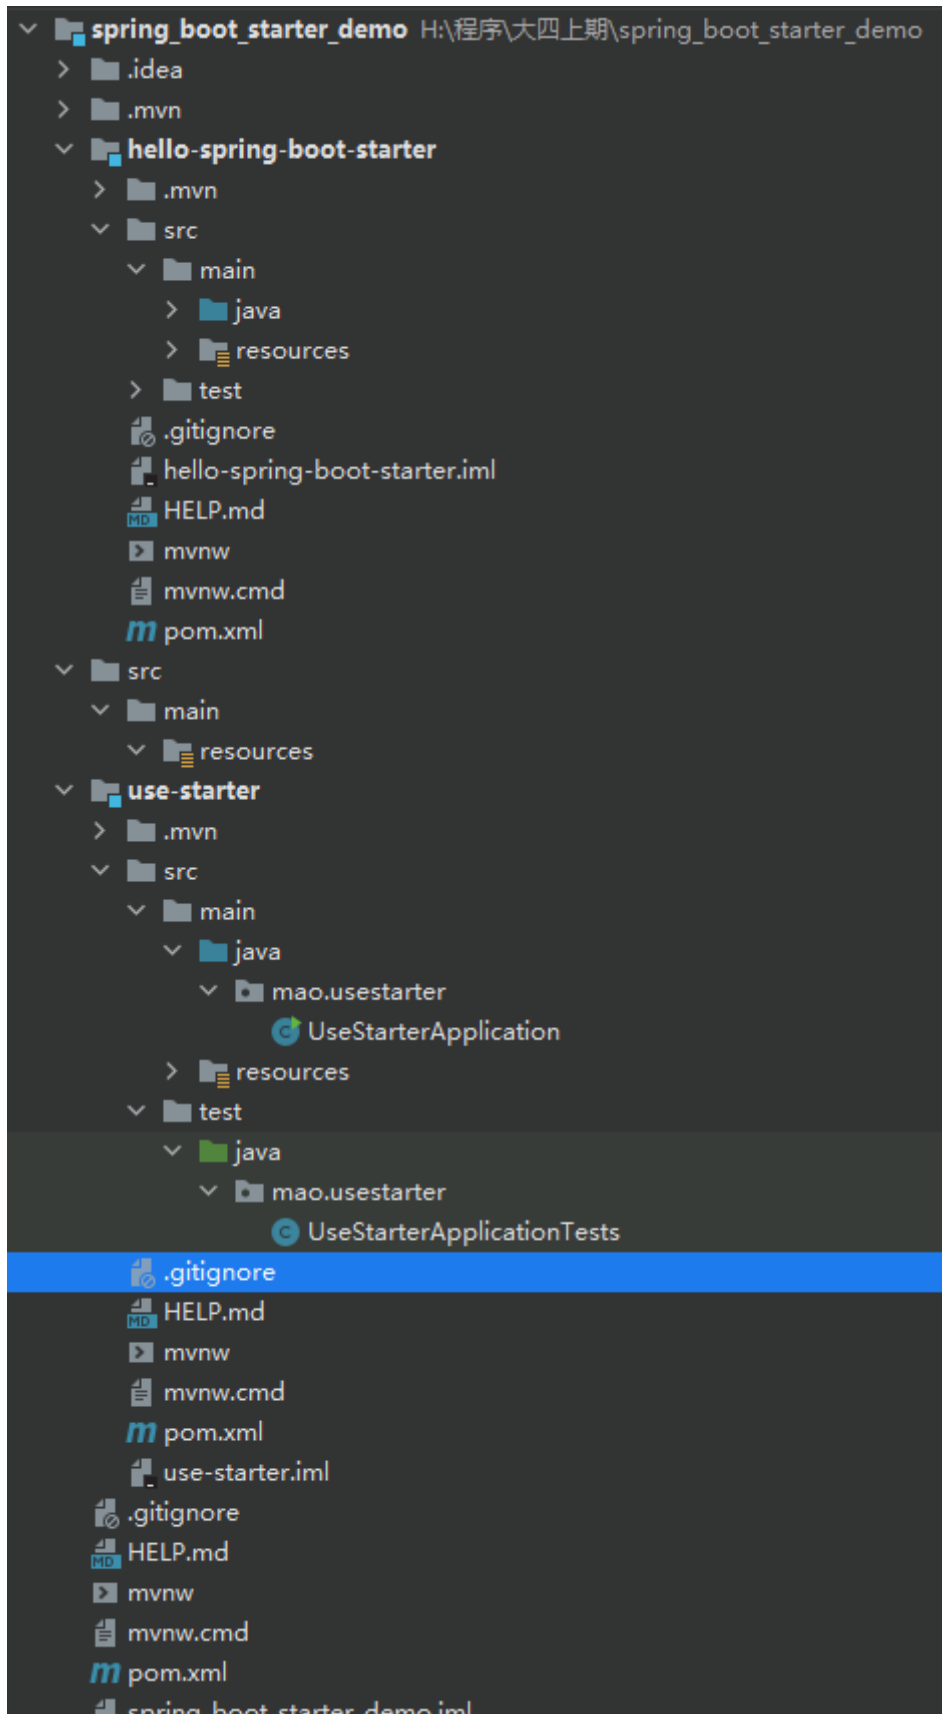 spring_boot_starter_demo H:\程序\大四上期\spring_boot_starter_demo
.idea
.mvn
hello-spring-boot-starter
.mvn
src
main
java
resources
test
.gitignore
hello-spring-boot-starter.iml
HELP.md
mvnw
mvnw.cmd
pom.xml
src
main
resources
use-starter
.mvn
src
main
java
mao.usestarter
UseStarterApplication
resources
test
java
mao.usestarter
UseStarterApplicationTests
.gitignore
HELP.md
mvnw
mvnw.cmd
pom.xml
use-starter.iml
.gitignore
HELP.md
mvnw
mvnw.cmd
pom.xml
spring_boot_starter_demo.iml